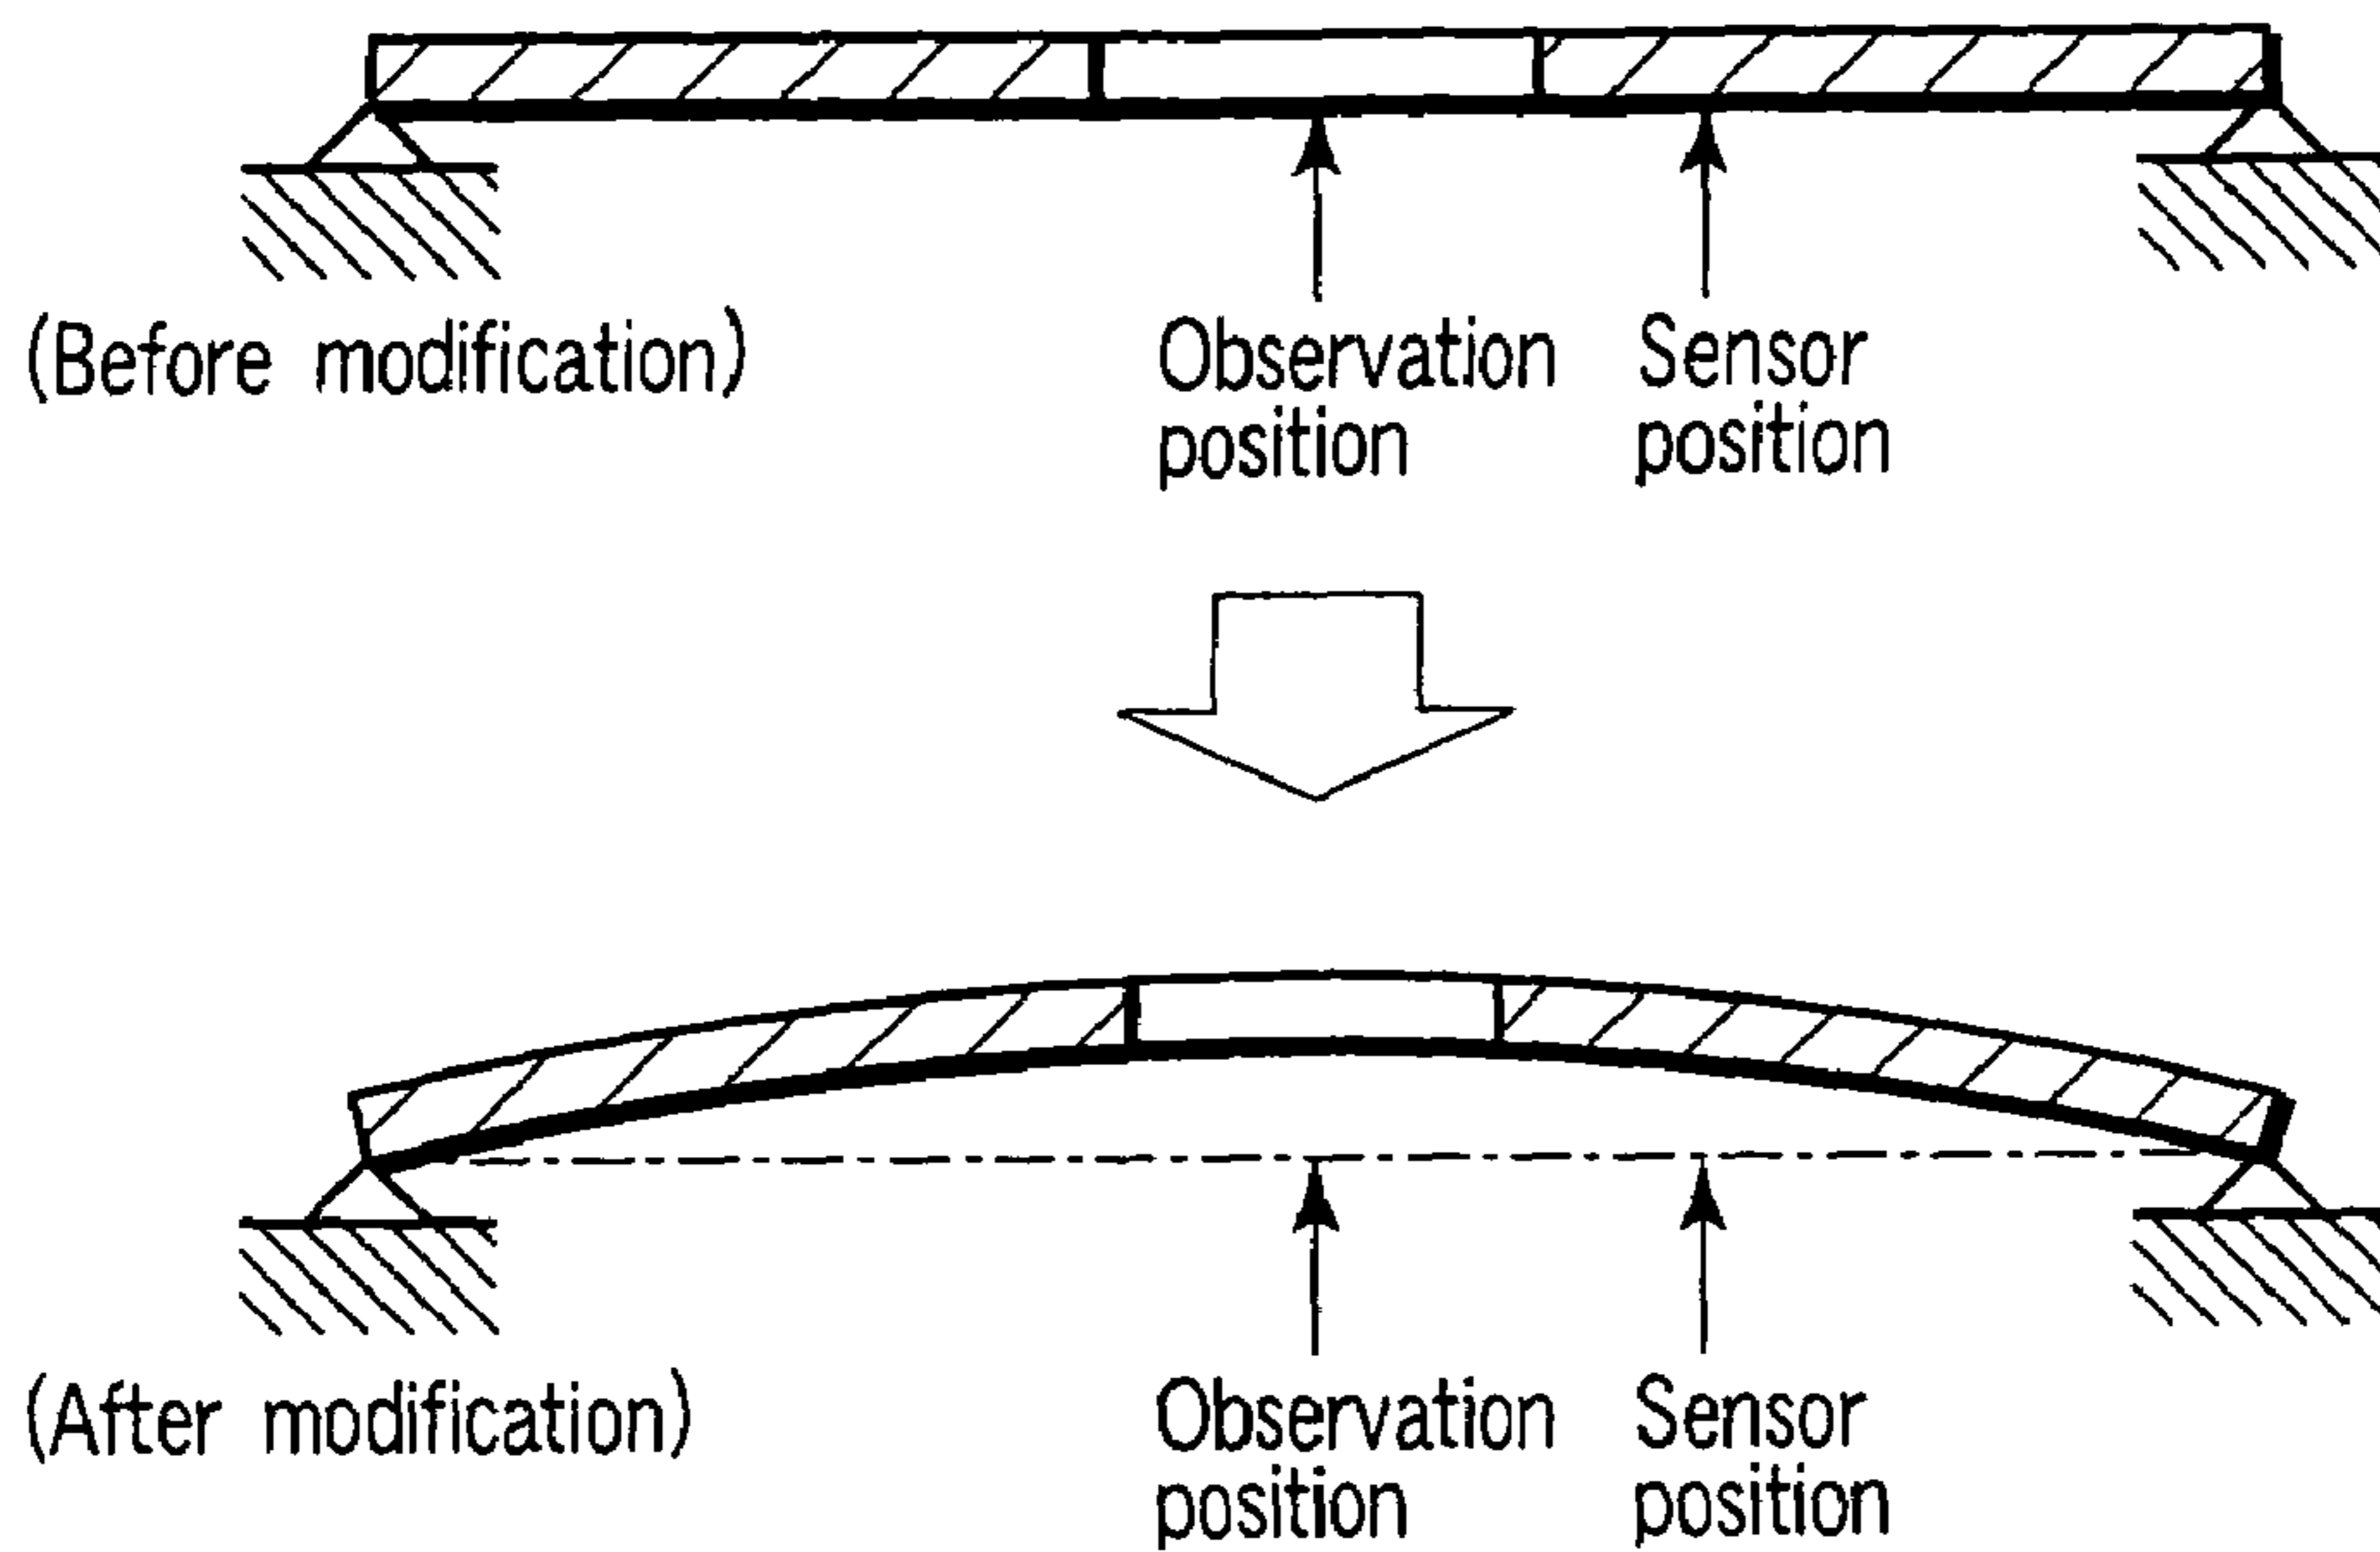 (Before modification)
Observation
position
Sensor
position
(After modification)
Observation
position
Sensor
position